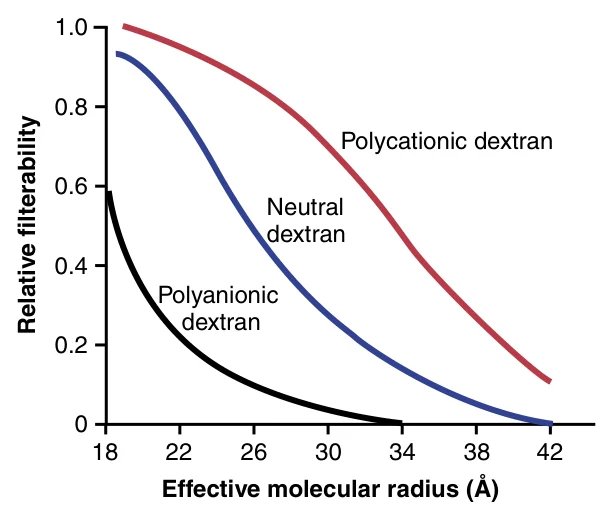 1.0
0.8
0.6
0.4
0.2
0
Relative filterability
Polycationic dextran
Neutral
dextran
Polyanionic
dextran
18 22 26 30 34 38 42
Effective molecular radius (Å)